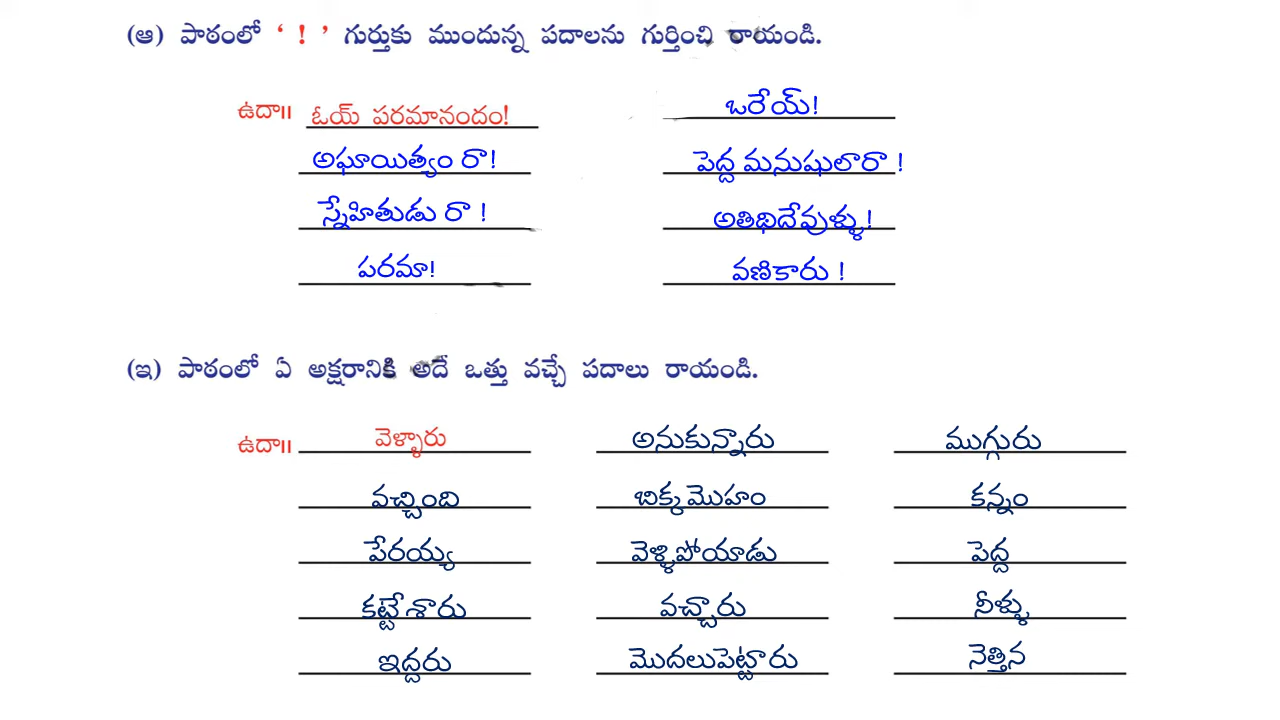 (ఆ) పాఠంలో ‘ ! ’ గుర్తుకు ముందున్న పదాలను గుర్తించి రాయండి.
ఉదా॥ ఓయ్ పరమానందం! ఒరేయ్!
అఘాయిత్యం రా! పెద్ద మనుషులారా !
స్నేహితుడు రా ! అతిథిదేవుళ్ళు!
పరమా! వణికారు !
(ఇ) పాఠంలో ఏ అక్షరానికి అదే ఒత్తు వచ్చే పదాలు రాయండి.
ఉదా॥ వెళ్ళారు అనుకున్నారు ముగ్గురు
వచ్చింది బిక్కమొహం కన్నం
పేరయ్య వెళ్ళిపోయాడు పెద్ద
కట్టేశారు వచ్చారు నీళ్ళు
ఇద్దరు మొదలుపెట్టారు నెత్తిన